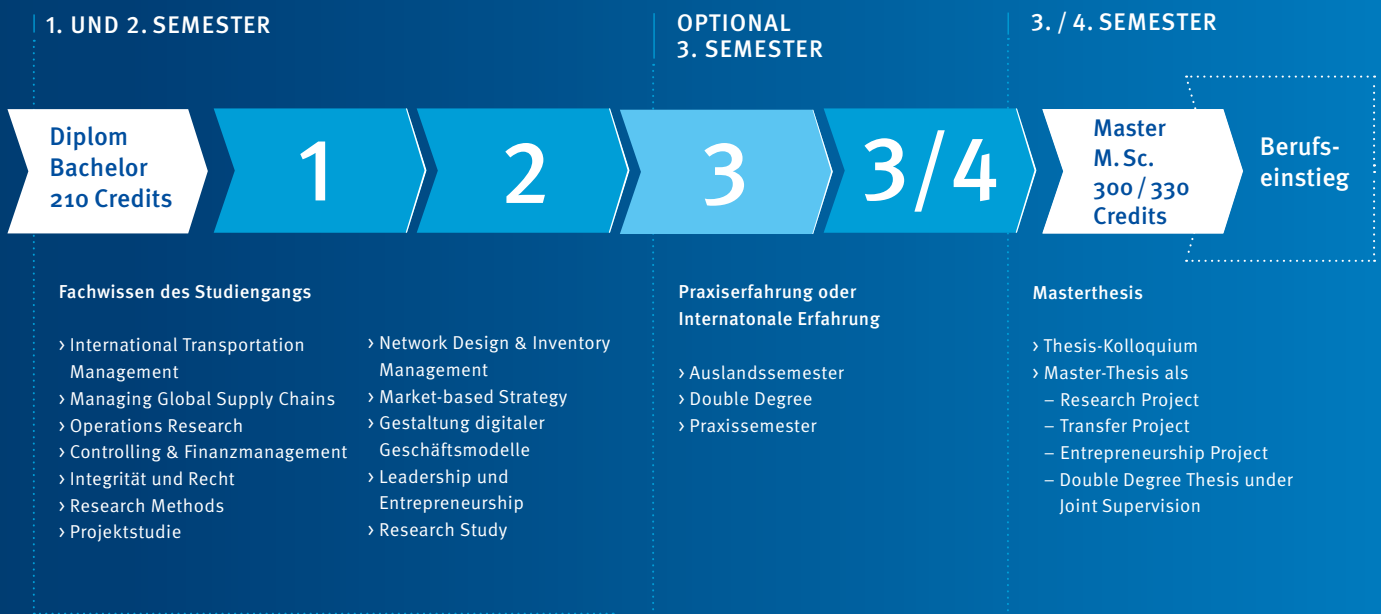 1. UND 2. SEMESTER
OPTIONAL
3. SEMESTER
3. / 4. SEMESTER
Diplom
Bachelor
210 Credits
1
2
3
3/4
Master
M. Sc.
300 / 330
Credits
Berufs-
einstieg
Fachwissen des Studiengangs
› International Transportation
Management
› Managing Global Supply Chains
› Operations Research
› Controlling & Finanzmanagement
› Integrität und Recht
› Research Methods
› Projektstudie
› Network Design & Inventory
Management
› Market-based Strategy
› Gestaltung digitaler
Geschäftsmodelle
› Leadership und
Entrepreneurship
› Research Study
Praxiserfahrung oder
Internatonale Erfahrung
› Auslandssemester
› Double Degree
› Praxissemester
Masterthesis
› Thesis-Kolloquium
› Master-Thesis als
– Research Project
– Transfer Project
– Entrepreneurship Project
– Double Degree Thesis under
Joint Supervision